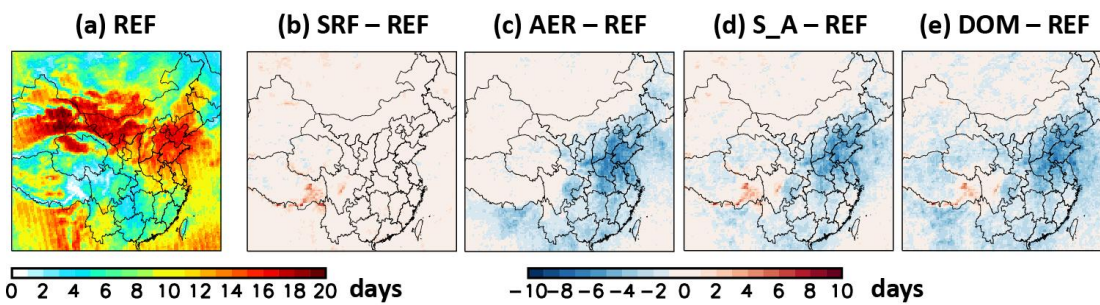 (a) REF (b) SRF – REF (c) AER – REF (d) S_A – REF (e) DOM – REF
0 2 4 6 8 10 12 14 16 18 20 days
−10 −8 −6 −4 −2 0 2 4 6 8 10 days